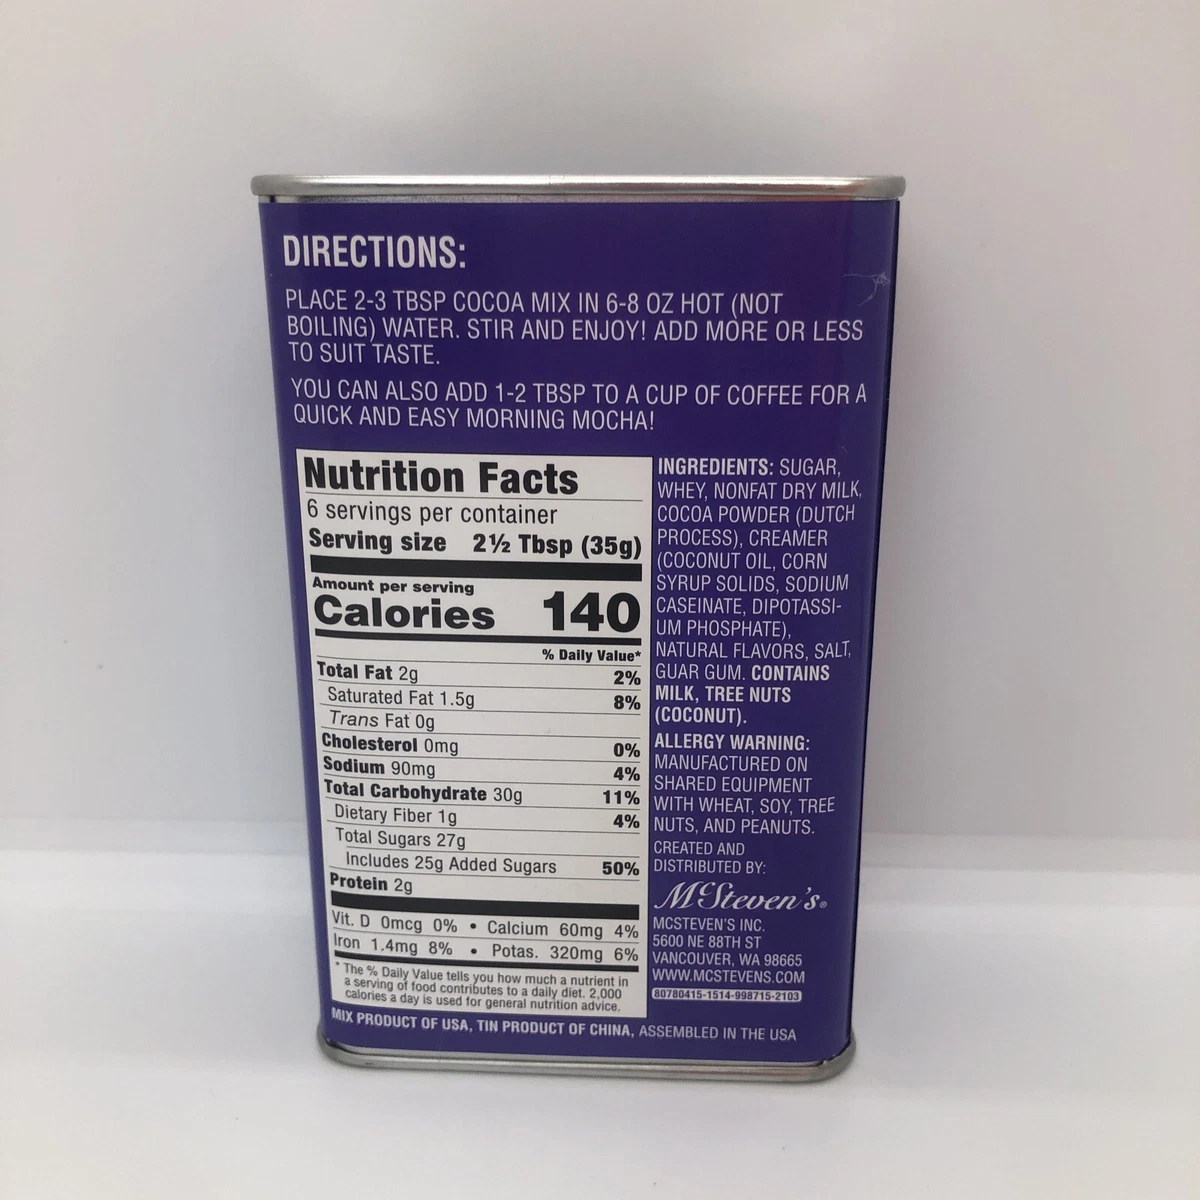 DIRECTIONS:
PLACE 2-3 TBSP COCOA MIX IN 6-8 OZ HOT (NOT
BOILING) WATER. STIR AND ENJOY! ADD MORE OR LESS
TO SUIT TASTE.
YOU CAN ALSO ADD 1-2 TBSP TO A CUP OF COFFEE FOR A
QUICK AND EASY MORNING MOCHA!
Nutrition Facts
6 servings per container
Serving size 2½ Tbsp (35g)
Amount per serving
Calories 140
% Daily Value*
Total Fat 2g 2%
Saturated Fat 1.5g 8%
Trans Fat 0g
Cholesterol 0mg 0%
Sodium 90mg 4%
Total Carbohydrate 30g 11%
Dietary Fiber 1g 4%
Total Sugars 27g
Includes 25g Added Sugars 50%
Protein 2g
Vit. D 0mcg 0% • Calcium 60mg 4%
Iron 1.4mg 8% • Potas. 320mg 6%
* The % Daily Value tells you how much a nutrient in
a serving of food contributes to a daily diet. 2,000
calories a day is used for general nutrition advice.
INGREDIENTS: SUGAR,
WHEY, NONFAT DRY MILK,
COCOA POWDER (DUTCH
PROCESS), CREAMER
(COCONUT OIL, CORN
SYRUP SOLIDS, SODIUM
CASEINATE, DIPOTASSI-
UM PHOSPHATE),
NATURAL FLAVORS, SALT,
GUAR GUM. CONTAINS
MILK, TREE NUTS
(COCONUT).
ALLERGY WARNING:
MANUFACTURED ON
SHARED EQUIPMENT
WITH WHEAT, SOY, TREE
NUTS, AND PEANUTS.
CREATED AND
DISTRIBUTED BY:
McSteven's®
MCSTEVEN'S INC.
5600 NE 88TH ST
VANCOUVER, WA 98665
WWW.MCSTEVENS.COM
80780415-1514-998715-2103
MIX PRODUCT OF USA, TIN PRODUCT OF CHINA, ASSEMBLED IN THE USA